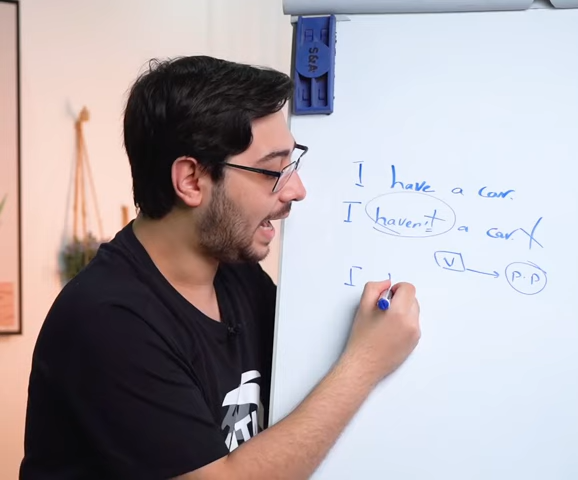 S&A
I have a car.
I haven't a car. X
V → P.P
I